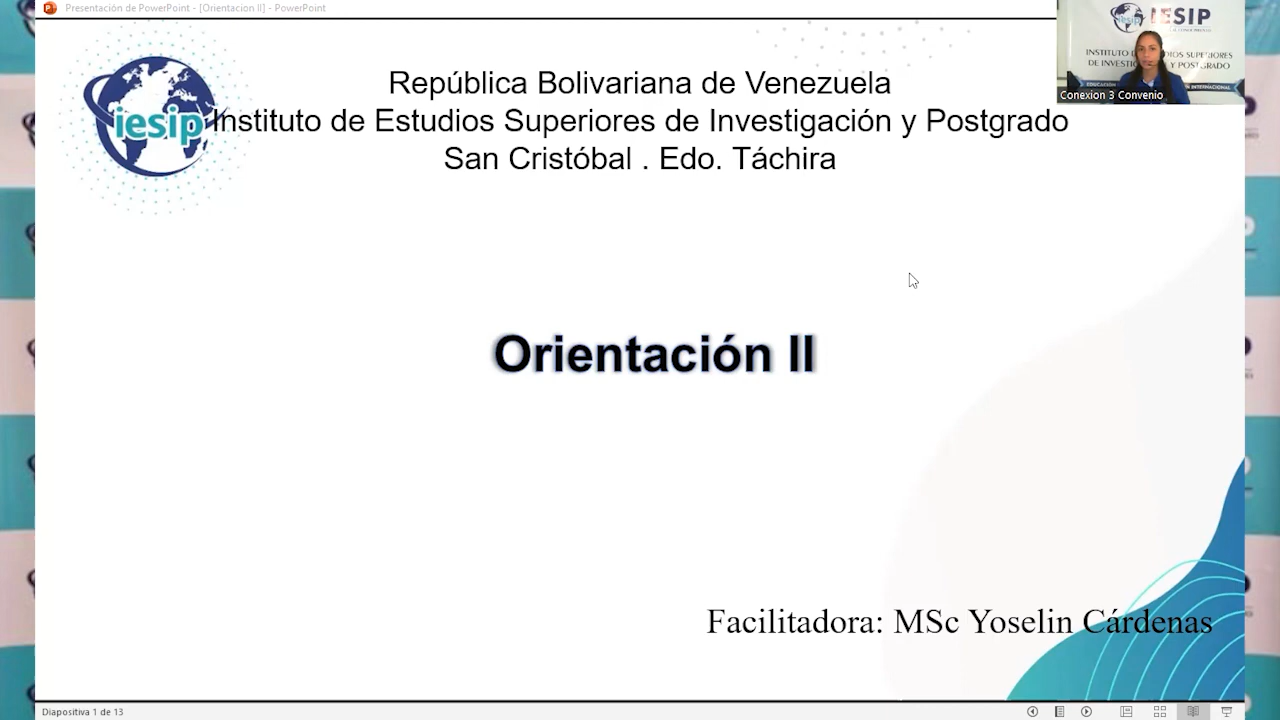 Presentación de PowerPoint - [Orientacion II] - PowerPoint
IESIP
INSTITUTO DE ESTUDIOS SUPERIORES
DE INVESTIGACIÓN Y POSTGRADO
Conexion 3 Convenio
iesip
República Bolivariana de Venezuela
Instituto de Estudios Superiores de Investigación y Postgrado
San Cristóbal . Edo. Táchira
Orientación II
Facilitadora: MSc Yoselin Cárdenas
Diapositiva 1 de 13